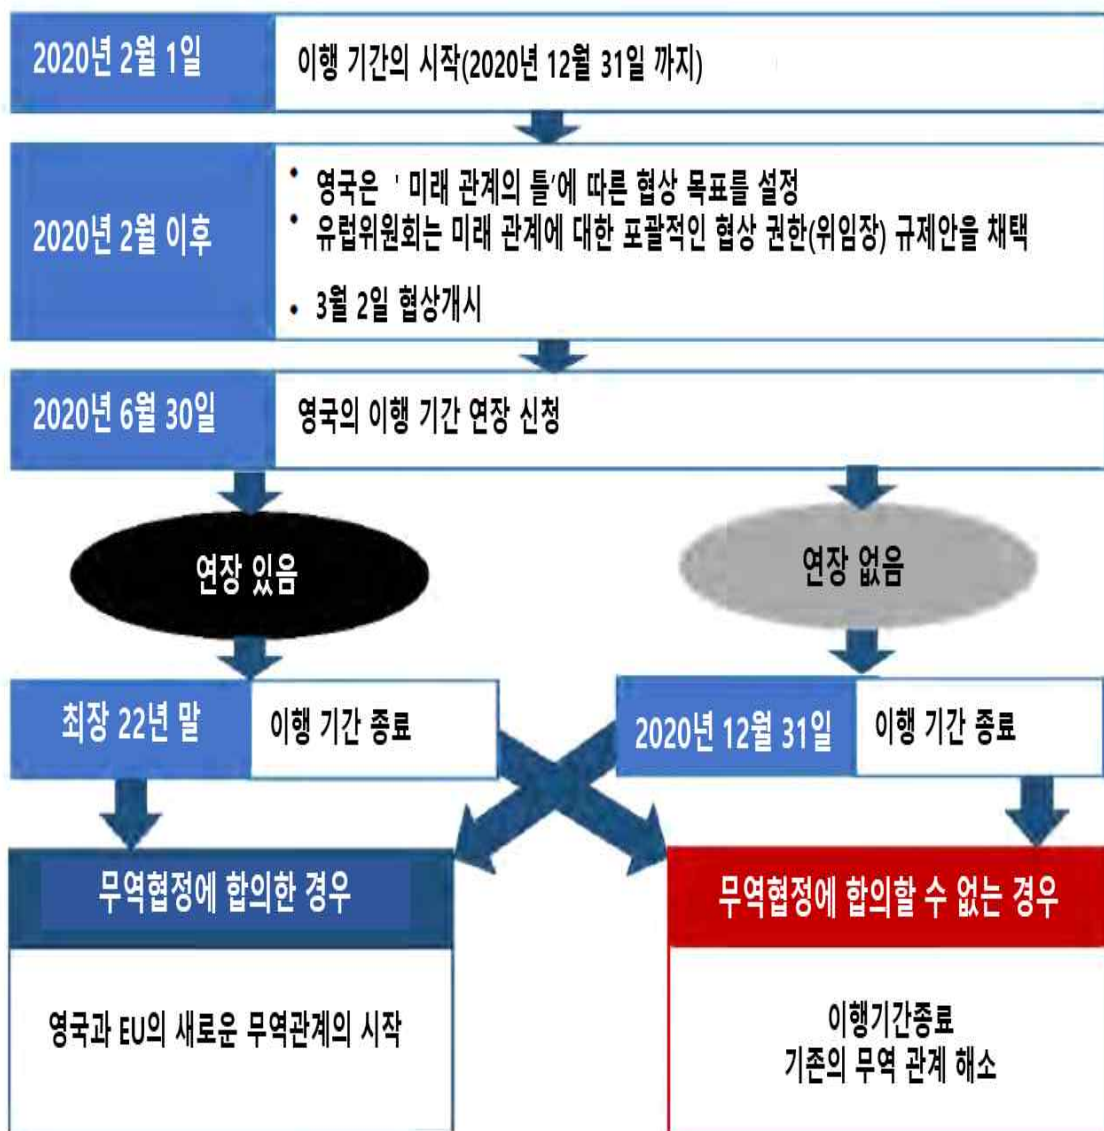 2020년 2월 1일
이행 기간의 시작(2020년 12월 31일 까지)
2020년 2월 이후
• 영국은 ' 미래 관계의 틀'에 따른 협상 목표를 설정
• 유럽위원회는 미래 관계에 대한 포괄적인 협상 권한(위임장) 규제안을 채택
• 3월 2일 협상개시
2020년 6월 30일
영국의 이행 기간 연장 신청
연장 있음
연장 없음
최장 22년 말
이행 기간 종료
2020년 12월 31일
이행 기간 종료
무역협정에 합의한 경우
영국과 EU의 새로운 무역관계의 시작
무역협정에 합의할 수 없는 경우
이행기간종료
기존의 무역 관계 해소